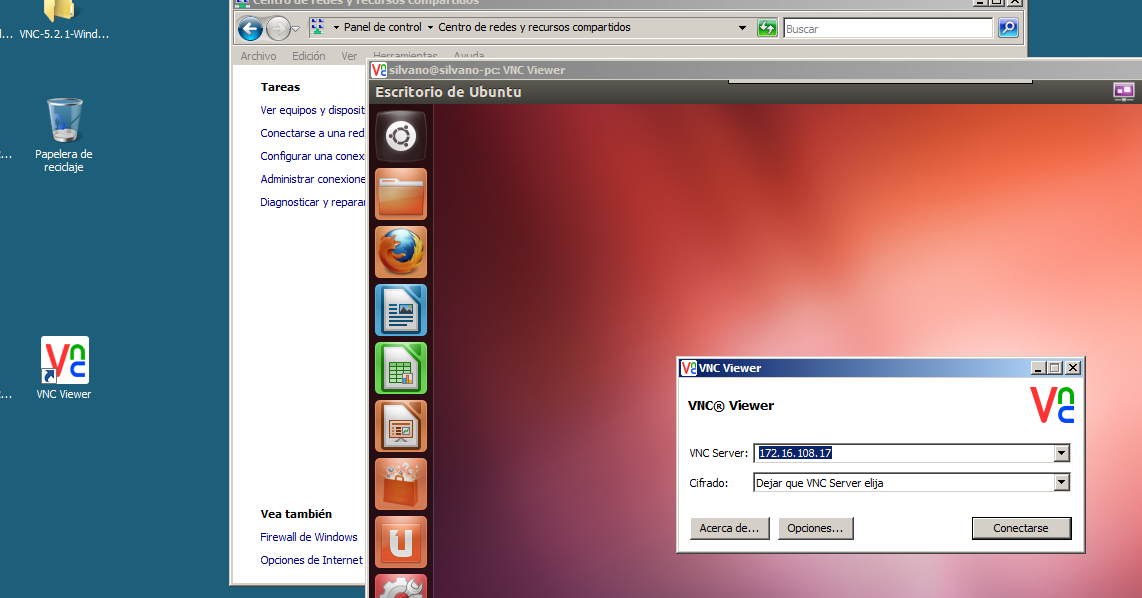 Centro de redes y recursos compartidos
VNC-5.2.1-Wind...
Panel de control
Centro de redes y recursos compartidos
Buscar
Archivo Edición Ver Herramientas Ayuda
silvano@silvano-pc: VNC Viewer
Escritorio de Ubuntu
Tareas
Ver equipos y disposit
Conectarse a una red
Configurar una conex
Administrar conexione
Diagnosticar y reparar
Papelera de
reciclaje
VNC Viewer
VNC Viewer
VNC® Viewer
VNC Server: 172.16.108.17
Cifrado: Dejar que VNC Server elija
Acerca de... Opciones... Conectarse
Vea también
Firewall de Windows
Opciones de Internet